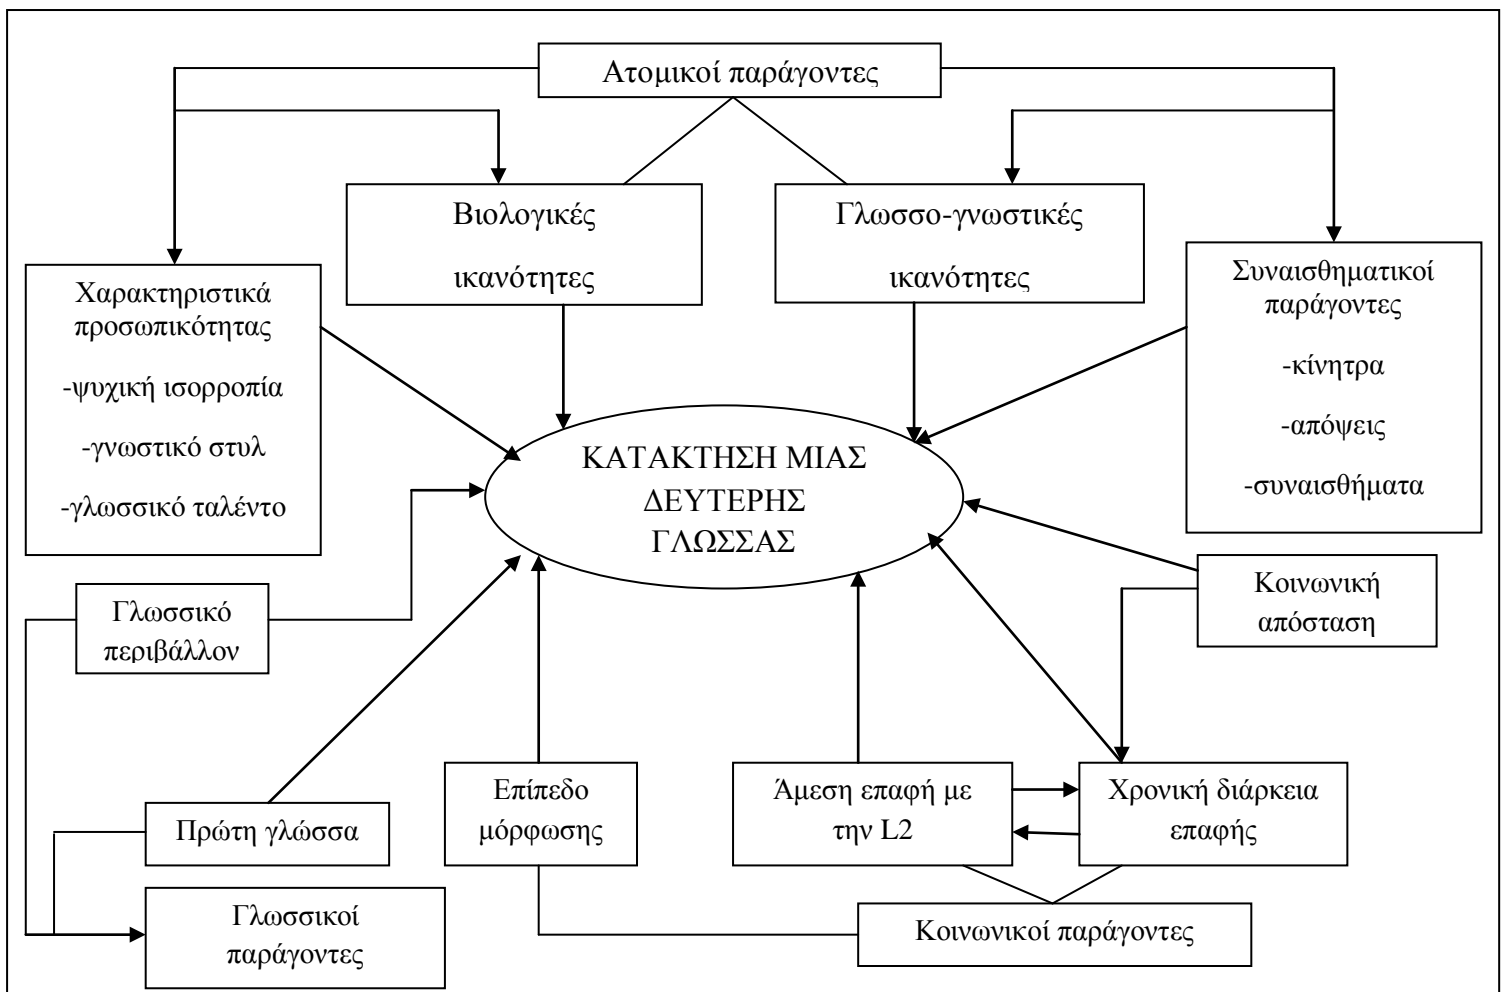 Ατομικοί παράγοντες
Βιολογικές
ικανότητες
Γλωσσο-γνωστικές
ικανότητες
Χαρακτηριστικά
προσωπικότητας
-ψυχική ισορροπία
-γνωστικό στυλ
-γλωσσικό ταλέντο
Συναισθηματικοί
παράγοντες
-κίνητρα
-απόψεις
-συναισθήματα
ΚΑΤΑΚΤΗΣΗ ΜΙΑΣ
ΔΕΥΤΕΡΗΣ
ΓΛΩΣΣΑΣ
Γλωσσικό
περιβάλλον
Κοινωνική
απόσταση
Πρώτη γλώσσα
Επίπεδο
μόρφωσης
Άμεση επαφή με
την L2
Χρονική διάρκεια
επαφής
Γλωσσικοί
παράγοντες
Κοινωνικοί παράγοντες